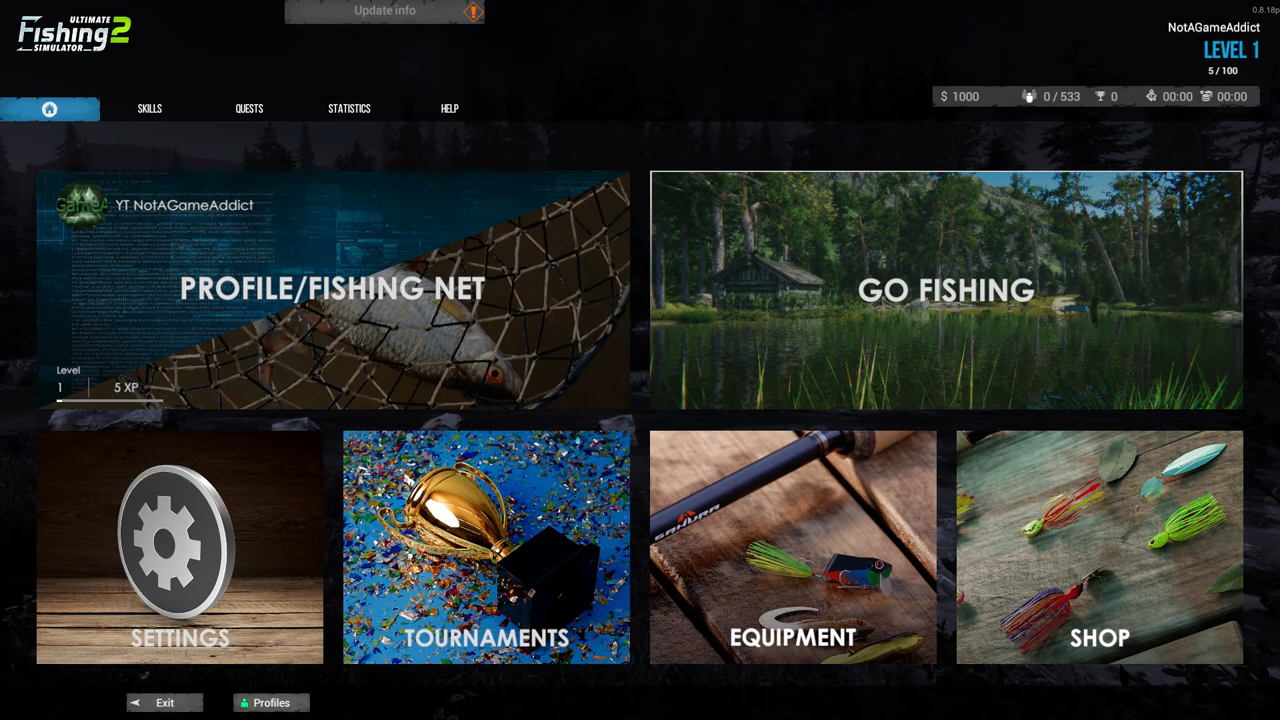 Update info
0.8.18p
ULTIMATE
Fishing 2
SIMULATOR
NotAGameAddict
LEVEL 1
5 / 100
$ 1000
0 / 533
0
00:00
00:00
SKILLS
QUESTS
STATISTICS
HELP
YT NotAGameAddict
PROFILE/FISHING NET
Level
1
5 XP
GO FISHING
SAKURA
SETTINGS
TOURNAMENTS
EQUIPMENT
SHOP
Exit
Profiles